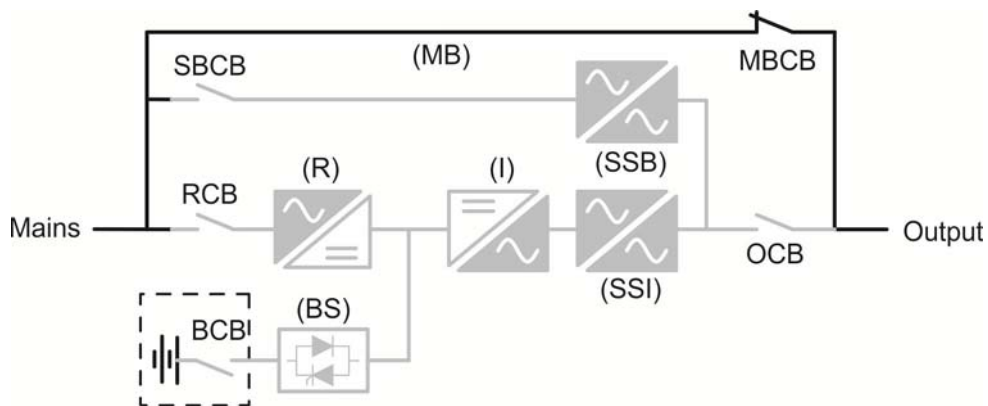 (MB)
MBCB
SBCB
(SSB)
(R)
(I)
RCB
Mains
Output
OCB
(SSI)
(BS)
BCB